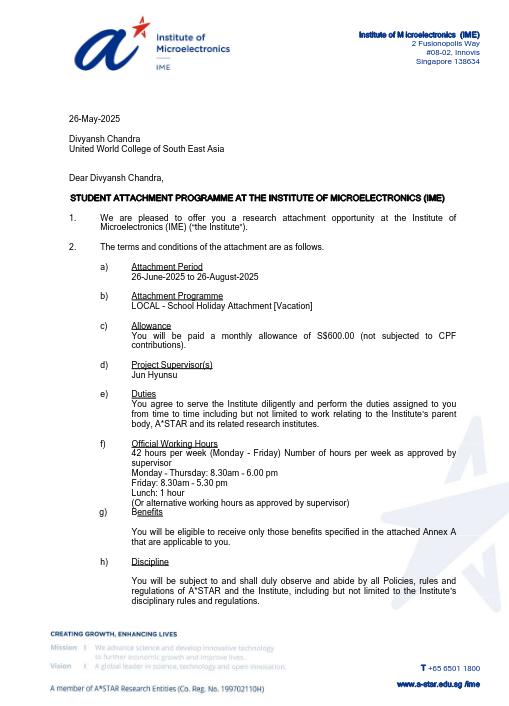 Institute of
Microelectronics
IME
Institute of Microelectronics (IME)
2 Fusionopolis Way
#08-02, Innovis
Singapore 138634
26-May-2025
Divyansh Chandra
United World College of South East Asia
Dear Divyansh Chandra,
STUDENT ATTACHMENT PROGRAMME AT THE INSTITUTE OF MICROELECTRONICS (IME)
1. We are pleased to offer you a research attachment opportunity at the Institute of
Microelectronics (IME) ("the Institute").
2. The terms and conditions of the attachment are as follows.
a) Attachment Period
26-June-2025 to 26-August-2025
b) Attachment Programme
LOCAL - School Holiday Attachment [Vacation]
c) Allowance
You will be paid a monthly allowance of S$600.00 (not subjected to CPF
contributions).
d) Project Supervisor(s)
Jun Hyunsu
e) Duties
You agree to serve the Institute diligently and perform the duties assigned to you
from time to time including but not limited to work relating to the Institute's parent
body, A*STAR and its related research institutes.
f) Official Working Hours
42 hours per week (Monday - Friday) Number of hours per week as approved by
supervisor
Monday - Thursday: 8.30am - 6.00 pm
Friday: 8.30am - 5.30 pm
Lunch: 1 hour
(Or alternative working hours as approved by supervisor)
g) Benefits
You will be eligible to receive only those benefits specified in the attached Annex A
that are applicable to you.
h) Discipline
You will be subject to and shall duly observe and abide by all Policies, rules and
regulations of A*STAR and the Institute, including but not limited to the Institute's
disciplinary rules and regulations.
CREATING GROWTH, ENHANCING LIVES
Mission I We advance science and develop innovative technology
to further economic growth and improve lives.
Vision I A global leader in science, technology and open innovation.
A member of A*STAR Research Entities (Co. Reg. No. 199702110H)
T +65 6501 1800
www.a-star.edu.sg /ime